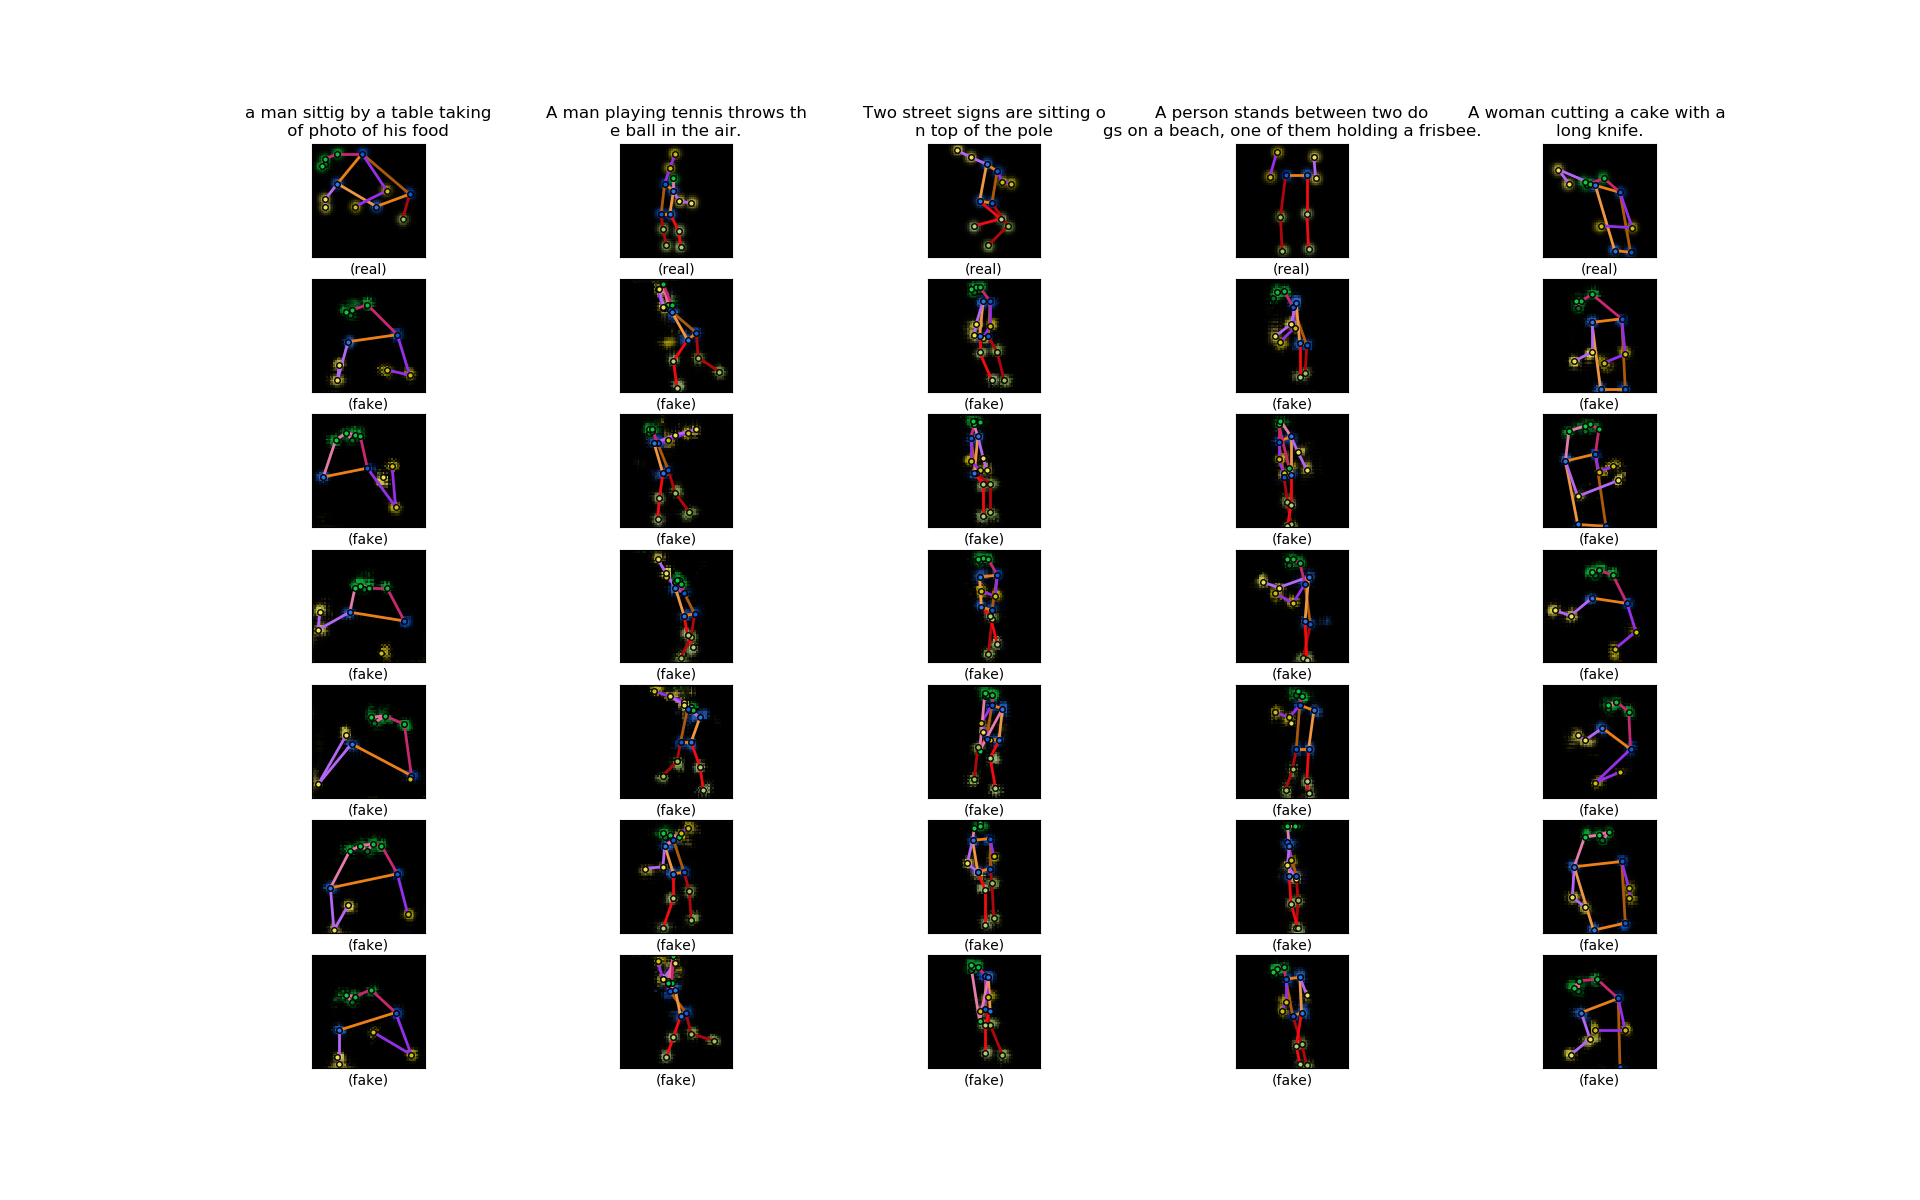 a man sittig by a table taking
of photo of his food
A man playing tennis throws th
e ball in the air.
Two street signs are sitting o
n top of the pole
A person stands between two do
gs on a beach, one of them holding a frisbee.
A woman cutting a cake with a
long knife.
(real) (real) (real) (real) (real)
(fake) (fake) (fake) (fake) (fake)
(fake) (fake) (fake) (fake) (fake)
(fake) (fake) (fake) (fake) (fake)
(fake) (fake) (fake) (fake) (fake)
(fake) (fake) (fake) (fake) (fake)
(fake) (fake) (fake) (fake) (fake)